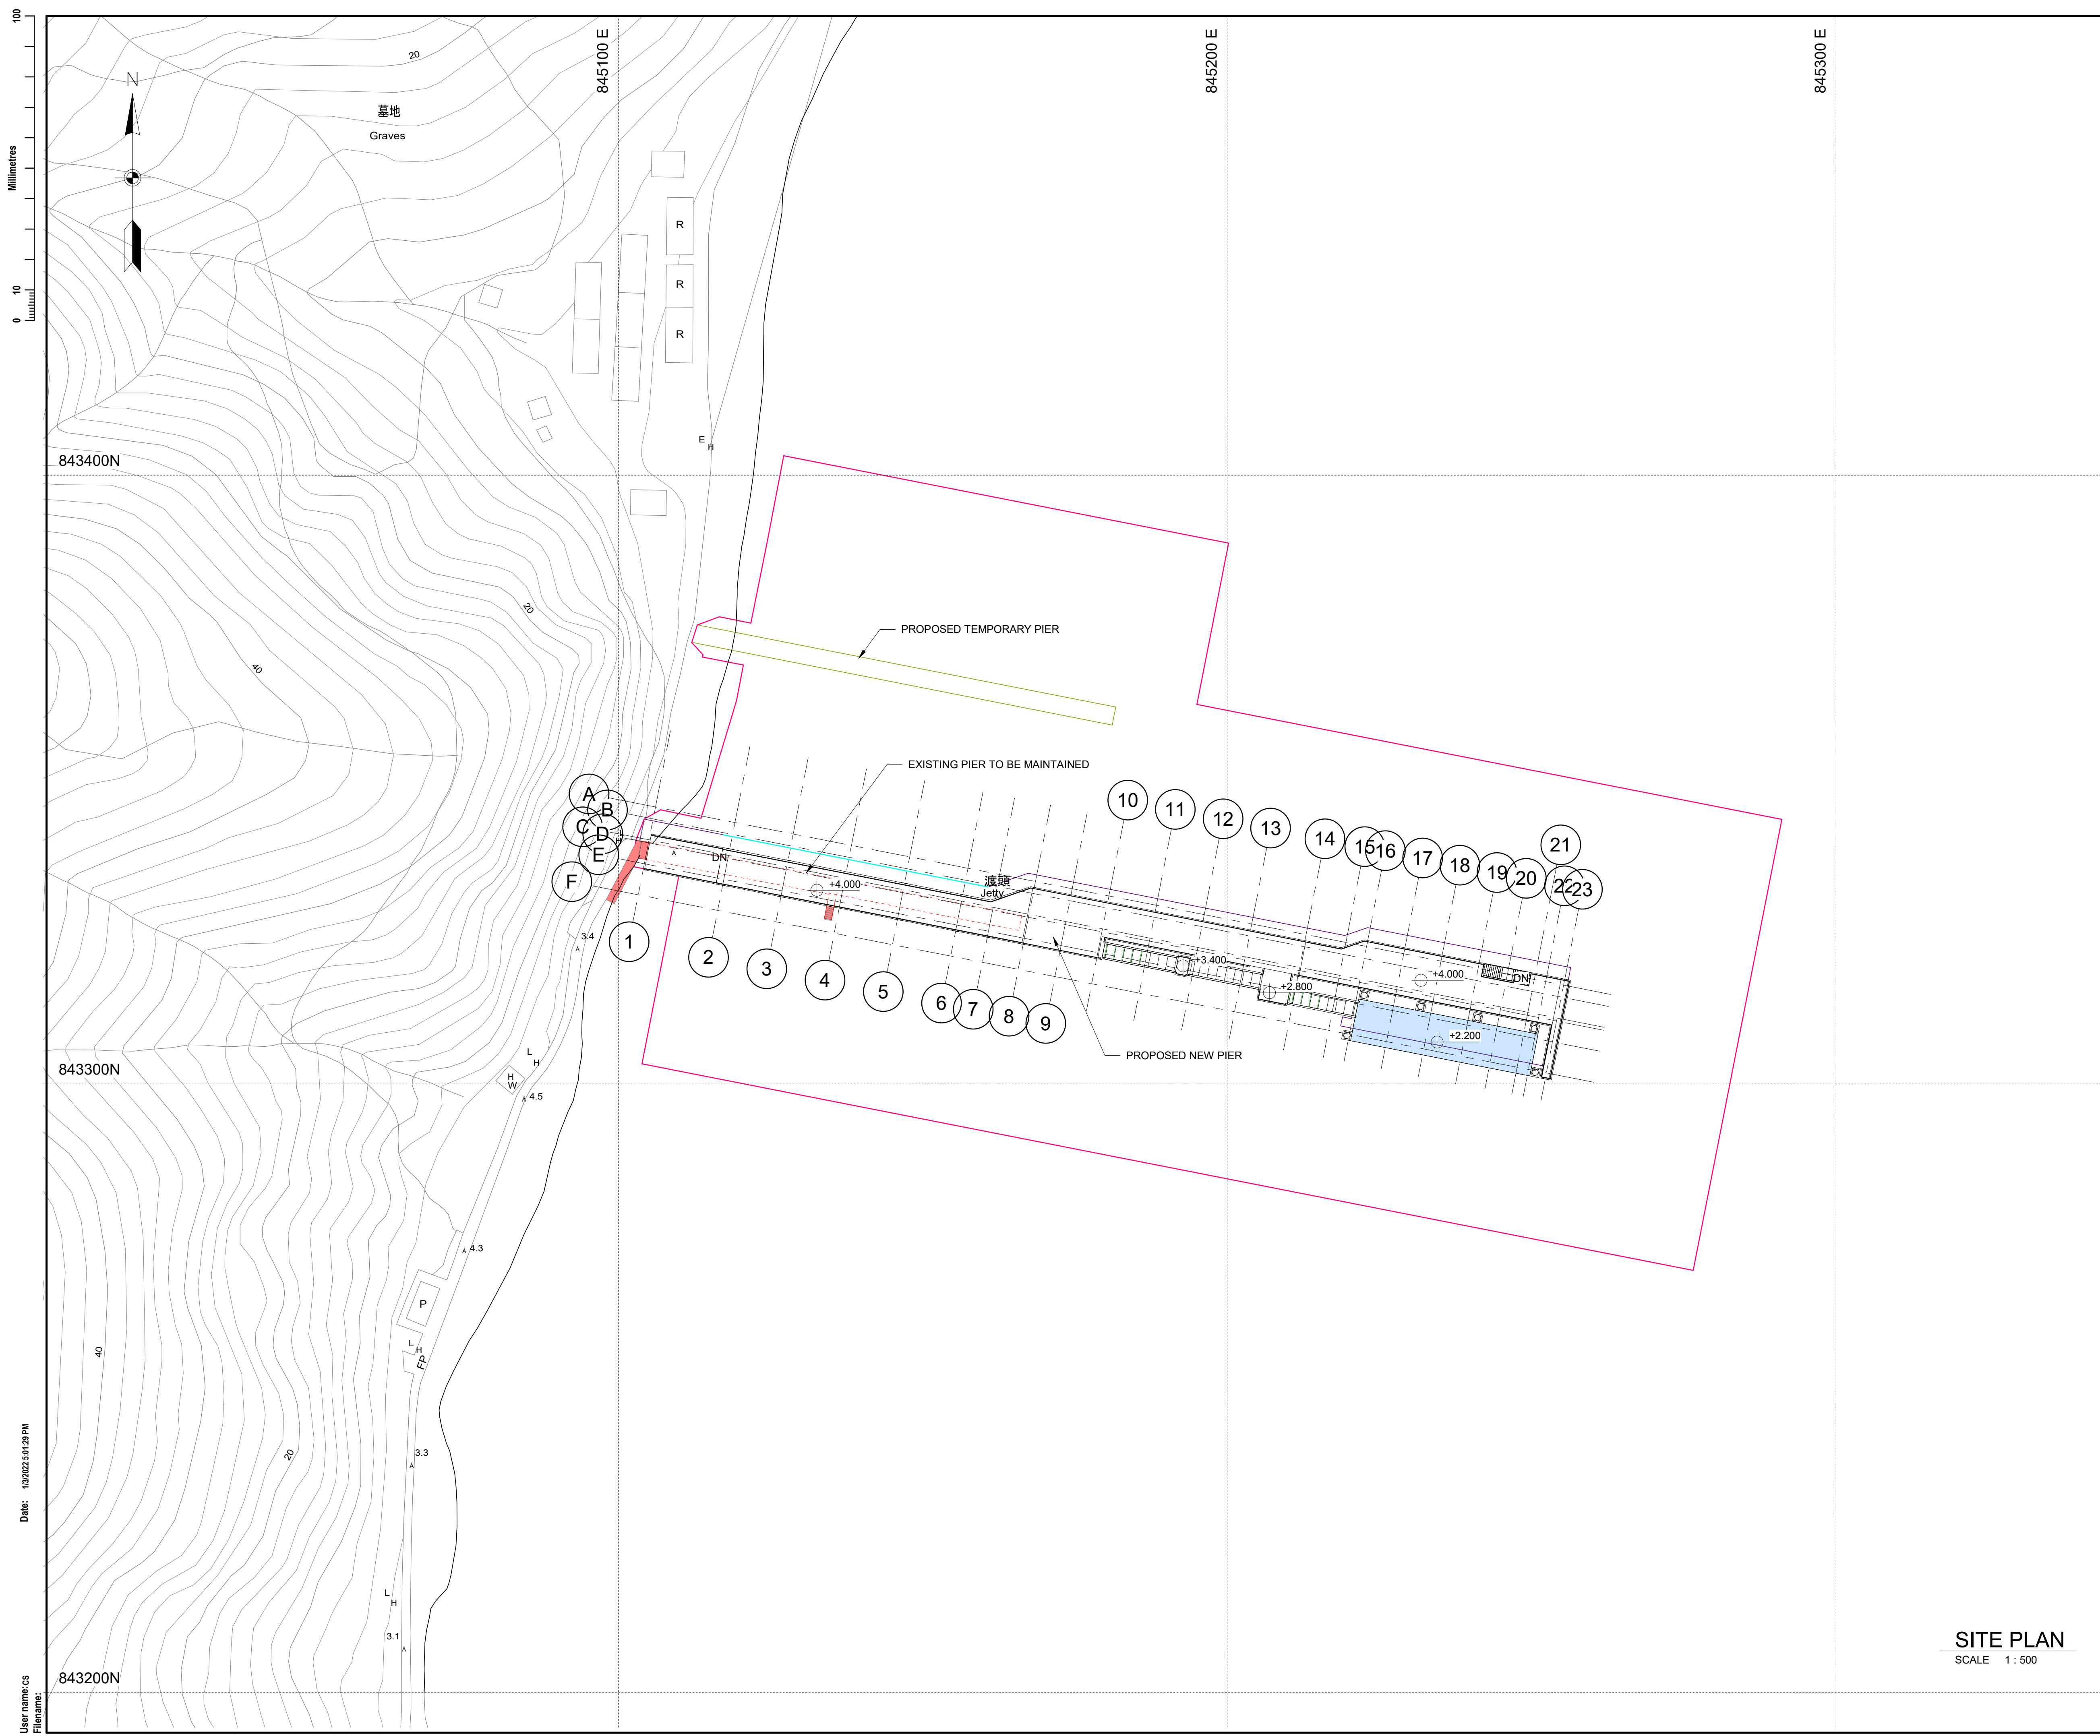 100
Millimetres
10
0
N
20
墓地
Graves
845100 E
845200 E
845300 E
R
R
R
E
H
843400N
20
40
PROPOSED TEMPORARY PIER
EXISTING PIER TO BE MAINTAINED
A
B
C
D
E
F
L
H
A
DN
+4.000
渡頭
Jetty
10
11
12
13
14
15
16
17
18
19
20
21
22
23
1
2
3
4
5
6
7
8
9
3.4
A
+3.400
+2.800
+4.000
DN
+2.200
PROPOSED NEW PIER
L
H
H
W
A 4.5
843300N
A 4.3
P
L
H
FP
40
20
3.3
A
L
H
3.1
A
843200N
SITE PLAN
SCALE 1 : 500
Date: 1/3/2022 5:01:29 PM
User name:cs
Filename: